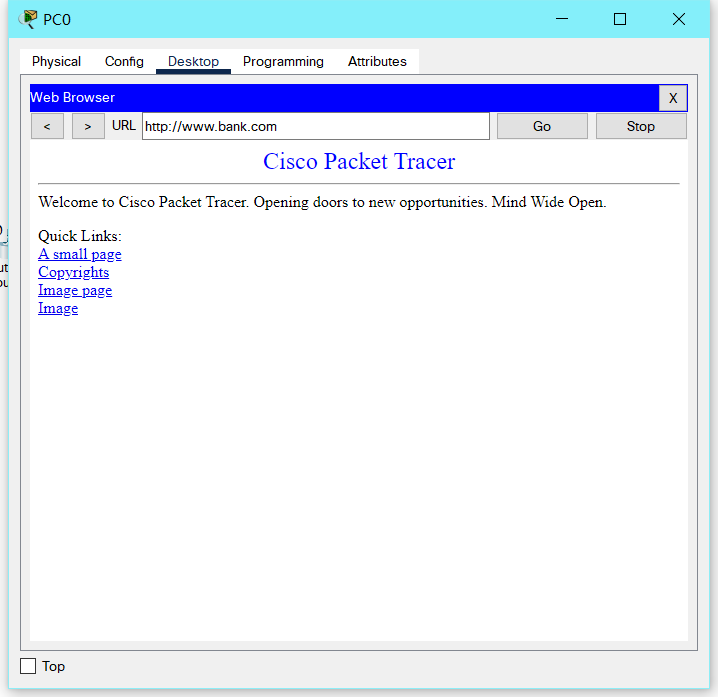 PC0
Physical Config Desktop Programming Attributes
Web Browser X
< > URL http://www.bank.com Go Stop
Cisco Packet Tracer
Welcome to Cisco Packet Tracer. Opening doors to new opportunities. Mind Wide Open.
Quick Links:
A small page
Copyrights
Image page
Image
Top